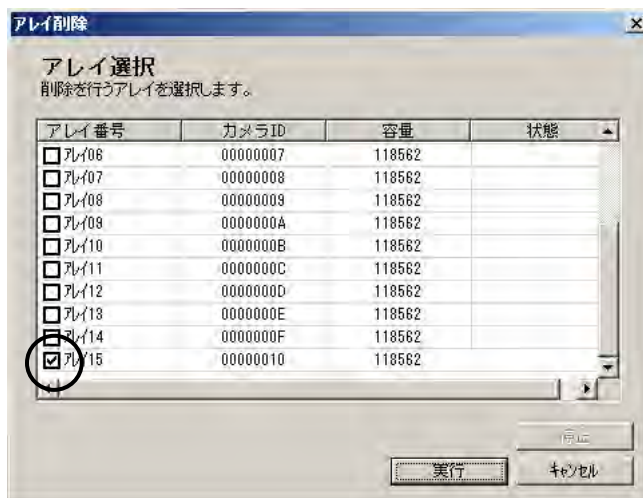 アレイ削除
アレイ選択
削除を行うアレイを選択します。
アレイ番号 カメラID 容量 状態
アレイ06 00000007 118562
アレイ07 00000008 118562
アレイ08 00000009 118562
アレイ09 0000000A 118562
アレイ10 0000000B 118562
アレイ11 0000000C 118562
アレイ12 0000000D 118562
アレイ13 0000000E 118562
アレイ14 0000000F 118562
アレイ15 00000010 118562
停止
実行 キャンセル